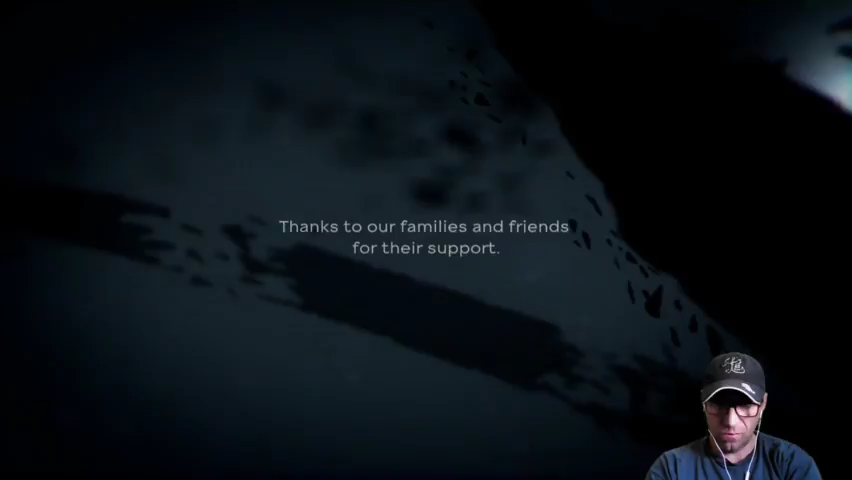 Thanks to our families and friends
for their support.